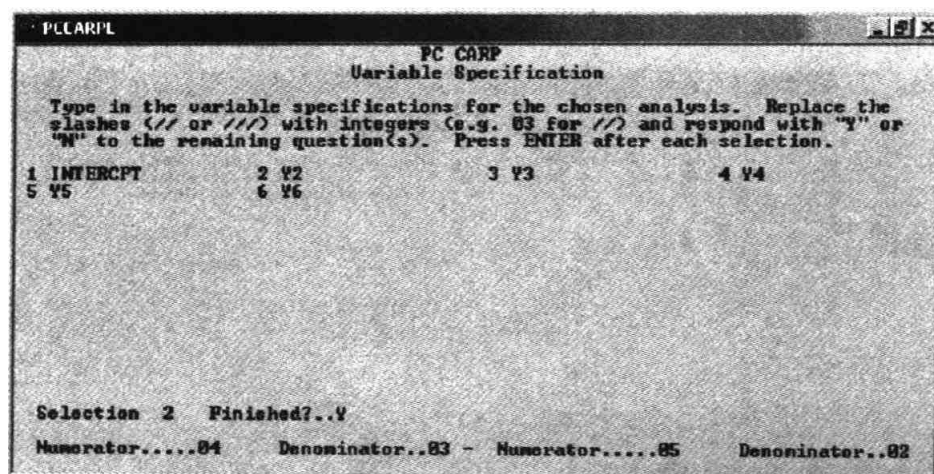 PCCARPL
PC CARP
Variable Specification
Type in the variable specifications for the chosen analysis. Replace the
slashes (// or ///) with integers (e.g. 03 for //) and respond with "Y" or
"N" to the remaining question(s). Press ENTER after each selection.
1 INTERCPT 2 Y2 3 Y3 4 Y4
5 Y5 6 Y6
Selection 2 Finished?..Y
Numerator.....04 Denominator..03 - Numerator.....05 Denominator..02